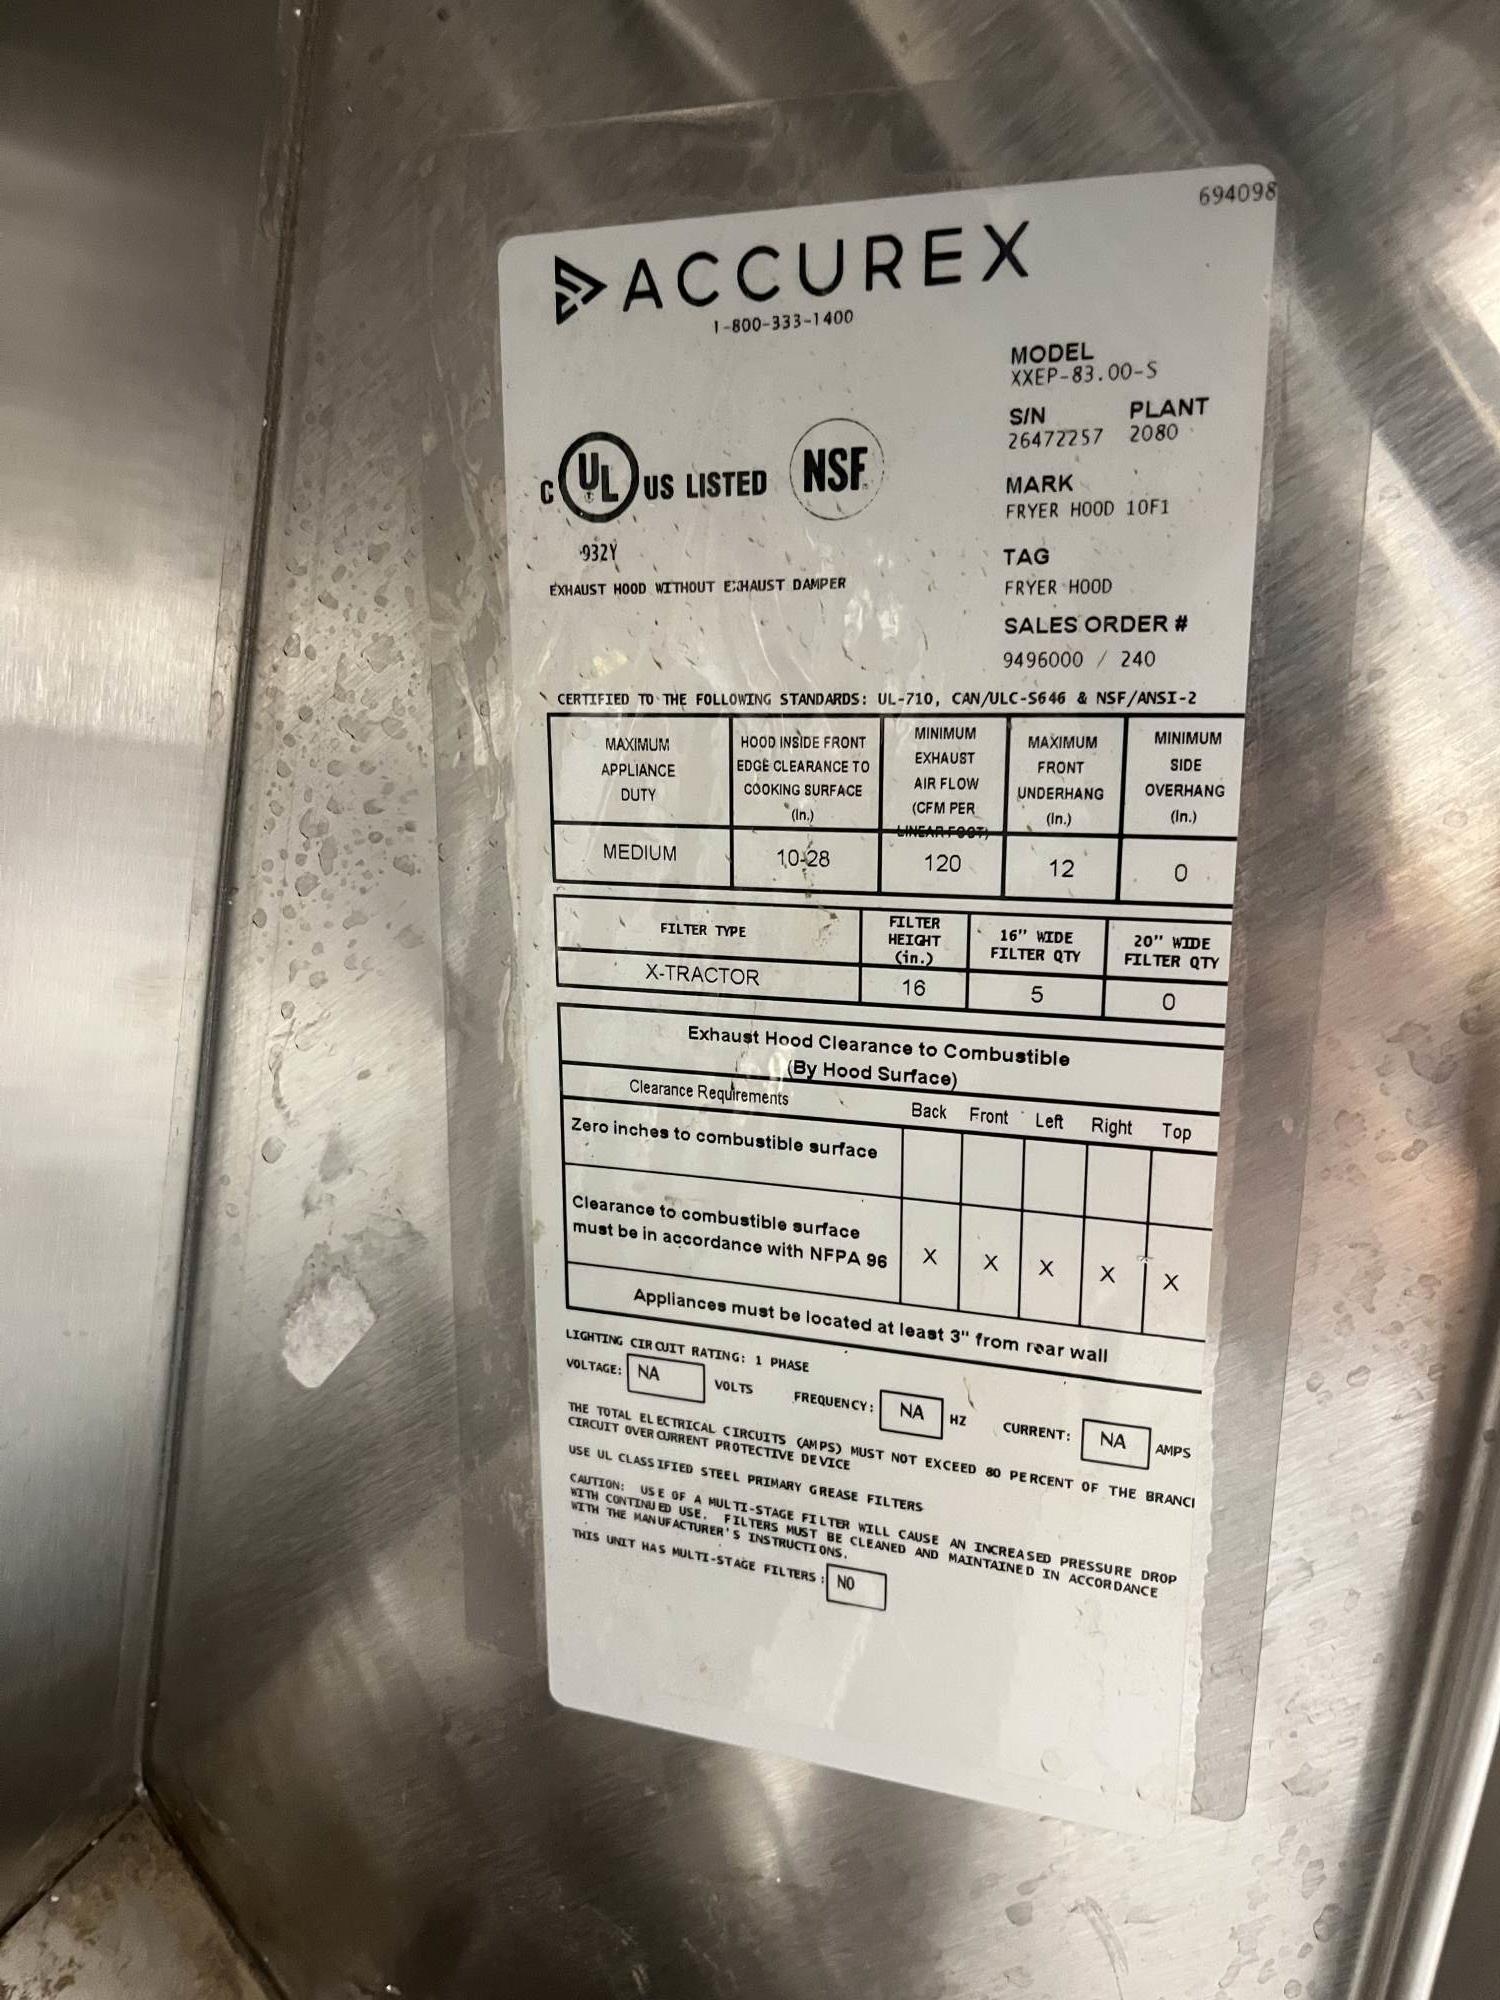 694098
ACCUREX
1-800-333-1400
MODEL
XXEP-83.00-S
S/N PLANT
26472257 2080
C UL US LISTED NSF
932Y
EXHAUST HOOD WITHOUT EXHAUST DAMPER
MARK
FRYER HOOD 10F1
TAG
FRYER HOOD
SALES ORDER #
9496000 / 240
CERTIFIED TO THE FOLLOWING STANDARDS: UL-710, CAN/ULC-S646 & NSF/ANSI-2
MAXIMUM
APPLIANCE
DUTY
HOOD INSIDE FRONT
EDGE CLEARANCE TO
COOKING SURFACE
(In.)
MINIMUM
EXHAUST
AIR FLOW
(CFM PER
LINEAR FOOT)
MAXIMUM
FRONT
UNDERHANG
(In.)
MINIMUM
SIDE
OVERHANG
(In.)
MEDIUM 10-28 120 12 0
FILTER TYPE
FILTER
HEIGHT
(in.)
16" WIDE
FILTER QTY
20" WIDE
FILTER QTY
X-TRACTOR 16 5 0
Exhaust Hood Clearance to Combustible
(By Hood Surface)
Clearance Requirements Back Front Left Right Top
Zero inches to combustible surface
Clearance to combustible surface
must be in accordance with NFPA 96 X X X X X
Appliances must be located at least 3" from rear wall
LIGHTING CIRCUIT RATING: 1 PHASE
VOLTAGE: NA VOLTS FREQUENCY: NA HZ CURRENT: NA AMPS
THE TOTAL ELECTRICAL CIRCUITS (AMPS) MUST NOT EXCEED 80 PERCENT OF THE BRANCI
CIRCUIT OVER CURRENT PROTECTIVE DEVICE
USE UL CLASSIFIED STEEL PRIMARY GREASE FILTERS
CAUTION: USE OF A MULTI-STAGE FILTER WILL CAUSE AN INCREASED PRESSURE DROP
WITH CONTINUED USE. FILTERS MUST BE CLEANED AND MAINTAINED IN ACCORDANCE
WITH THE MANUFACTURER'S INSTRUCTIONS.
THIS UNIT HAS MULTI-STAGE FILTERS: NO